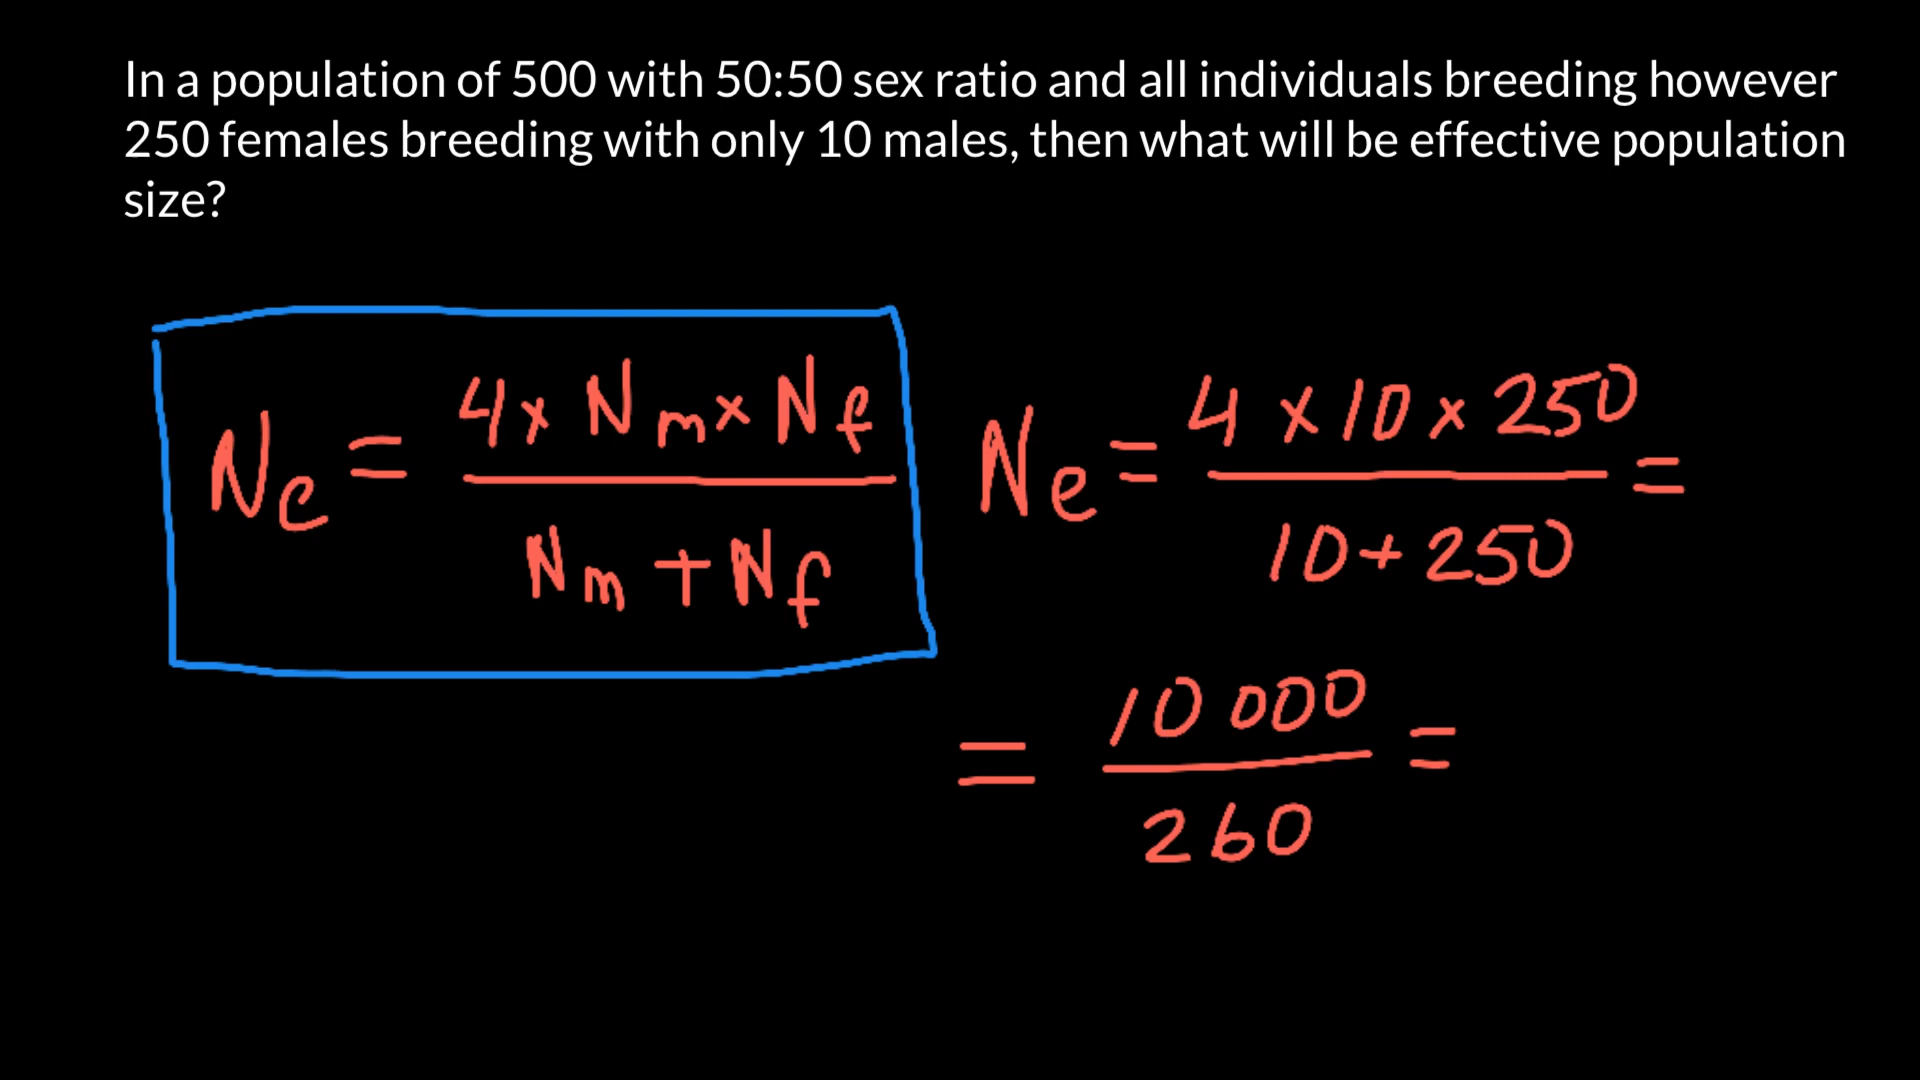 In a population of 500 with 50:50 sex ratio and all individuals breeding however
250 females breeding with only 10 males, then what will be effective population
size?
Ne = 4 x Nm x Nf
Nm + Nf
Ne = 4 x 10 x 250 =
10 + 250
= 10 000 =
260